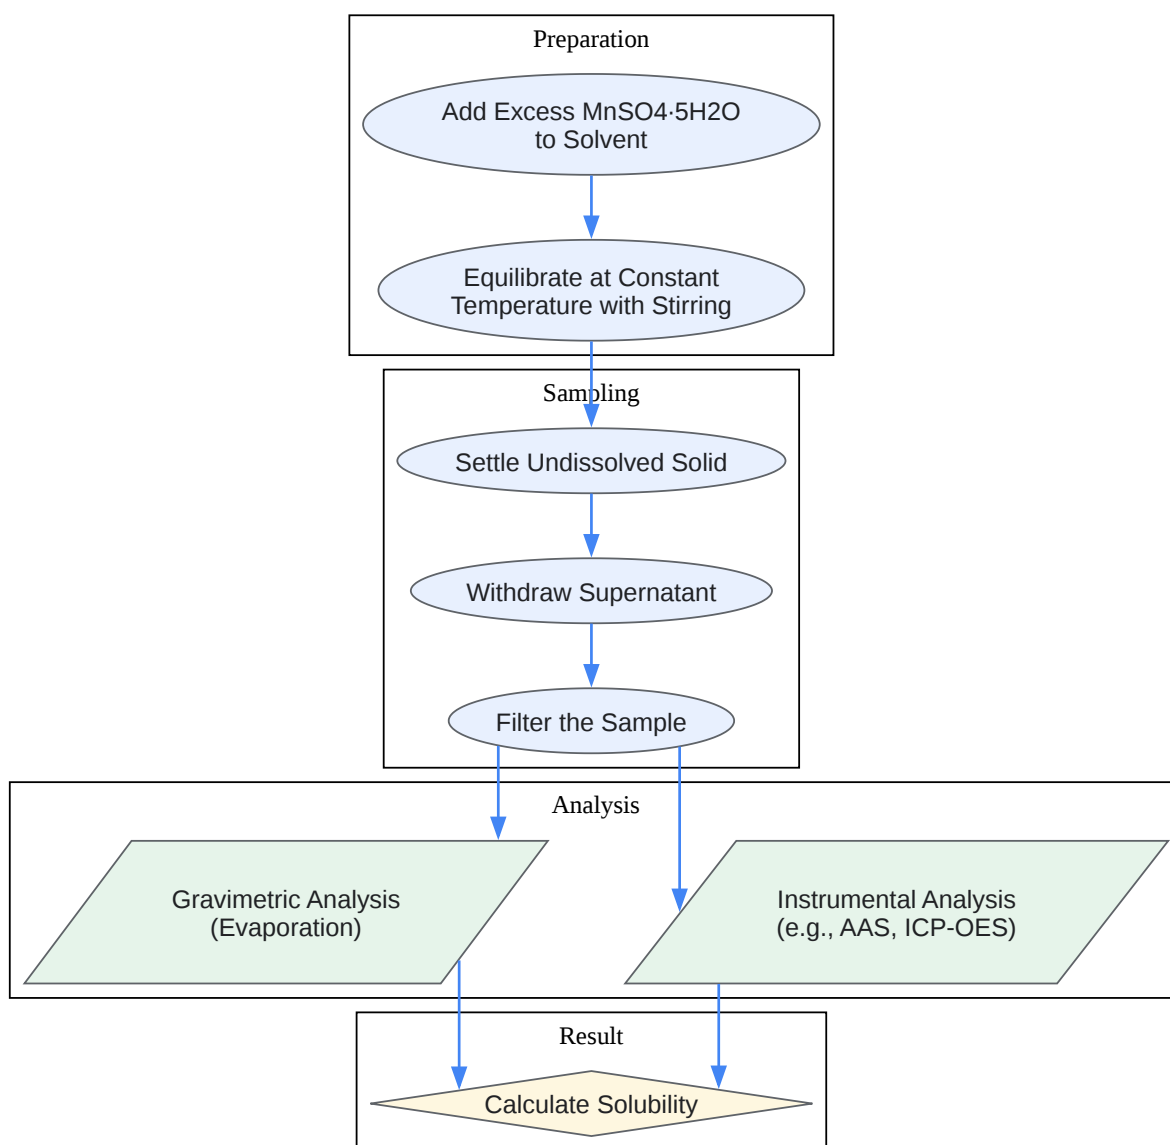 Preparation
Add Excess MnSO4·5H2O
to Solvent
Equilibrate at Constant
Temperature with Stirring
Sampling
Settle Undissolved Solid
Withdraw Supernatant
Filter the Sample
Analysis
Gravimetric Analysis
(Evaporation)
Instrumental Analysis
(e.g., AAS, ICP-OES)
Result
Calculate Solubility